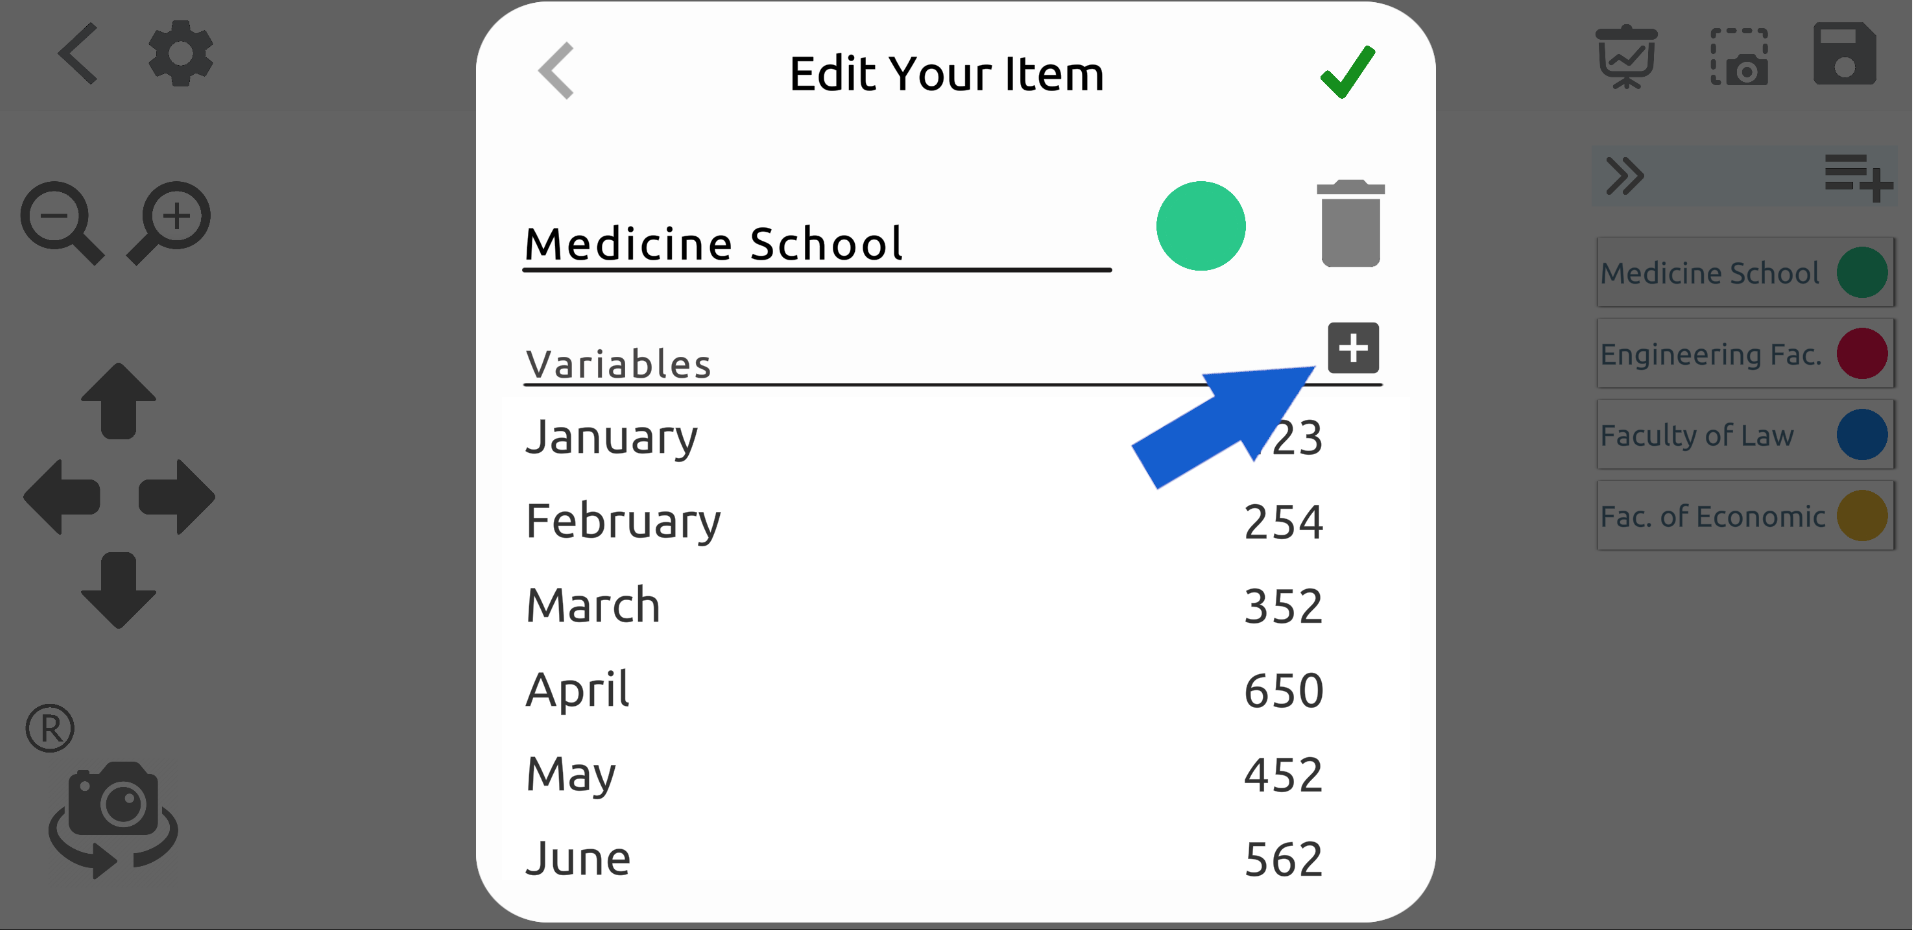 Edit Your Item
Medicine School
Variables
January 23
February 254
March 352
April 650
May 452
June 562
Medicine School
Engineering Fac.
Faculty of Law
Fac. of Economic
®